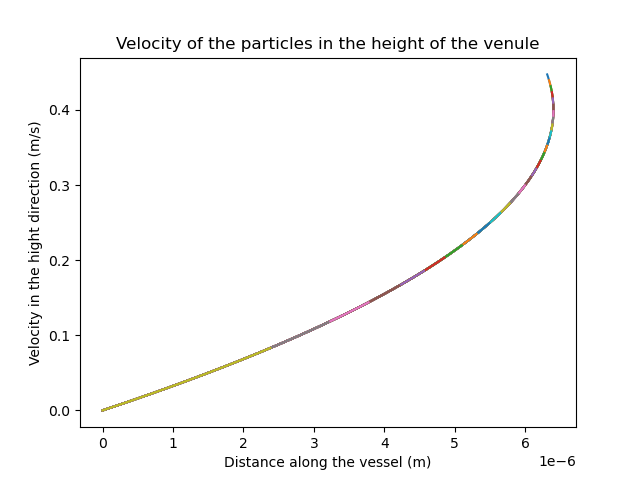 Velocity of the particles in the height of the venule
Velocity in the hight direction (m/s)
0.4
0.3
0.2
0.1
0.0
0 1 2 3 4 5 6
1e−6
Distance along the vessel (m)